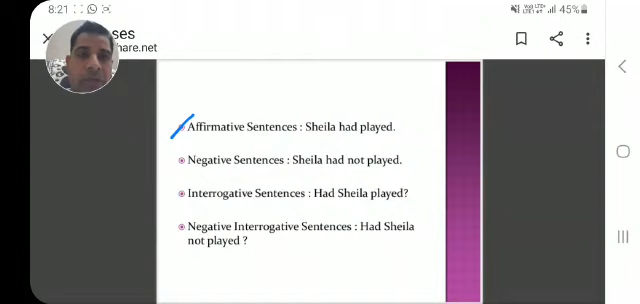 8:21
45%
ses
hare.net
Affirmative Sentences : Sheila had played.
Negative Sentences : Sheila had not played.
Interrogative Sentences : Had Sheila played?
Negative Interrogative Sentences : Had Sheila
not played ?